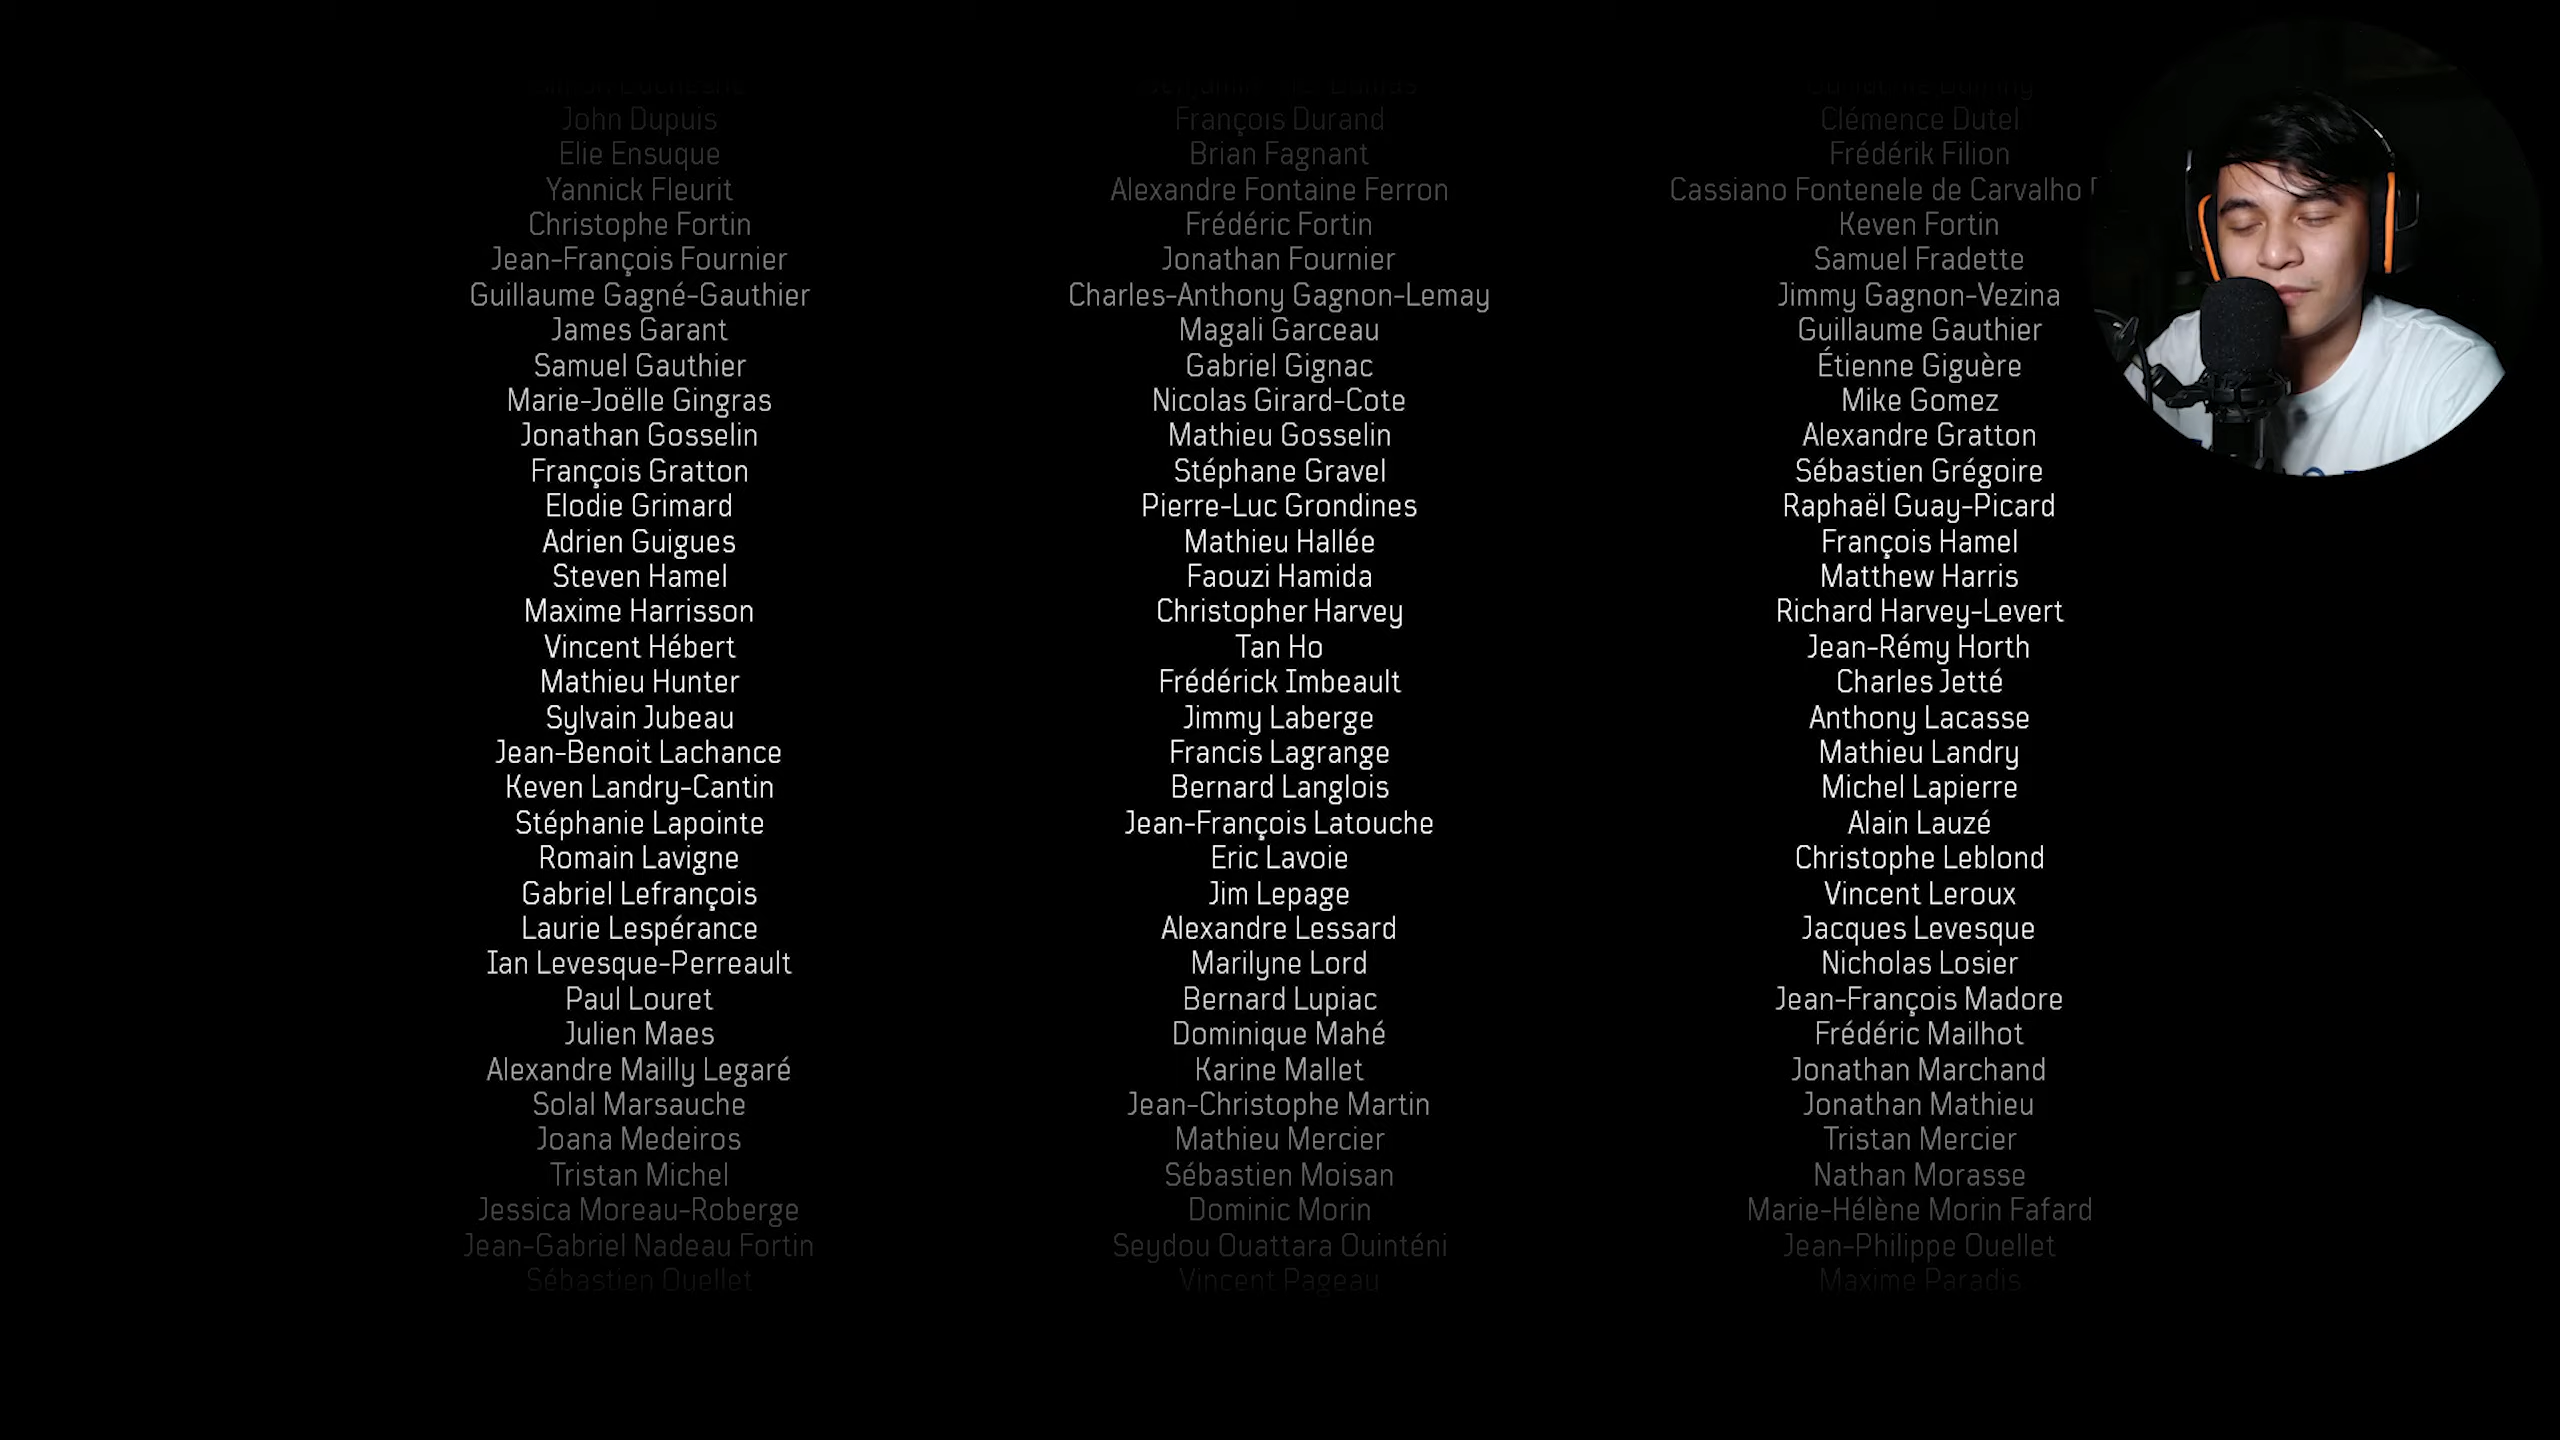 John Dupuis François Durand Clémence Dutel
Elie Ensuque Brian Fagnant Frédérik Filion
Yannick Fleurit Alexandre Fontaine Ferron Cassiano Fontenele de Carvalho
Christophe Fortin Frédéric Fortin Keven Fortin
Jean-François Fournier Jonathan Fournier Samuel Fradette
Guillaume Gagné-Gauthier Charles-Anthony Gagnon-Lemay Jimmy Gagnon-Vezina
James Garant Magali Garceau Guillaume Gauthier
Samuel Gauthier Gabriel Gignac Étienne Giguère
Marie-Joëlle Gingras Nicolas Girard-Cote Mike Gomez
Jonathan Gosselin Mathieu Gosselin Alexandre Gratton
François Gratton Stéphane Gravel Sébastien Grégoire
Elodie Grimard Pierre-Luc Grondines Raphaël Guay-Picard
Adrien Guigues Mathieu Hallée François Hamel
Steven Hamel Faouzi Hamida Matthew Harris
Maxime Harrisson Christopher Harvey Richard Harvey-Levert
Vincent Hébert Tan Ho Jean-Rémy Horth
Mathieu Hunter Frédérick Imbeault Charles Jetté
Sylvain Jubeau Jimmy Laberge Anthony Lacasse
Jean-Benoit Lachance Francis Lagrange Mathieu Landry
Keven Landry-Cantin Bernard Langlois Michel Lapierre
Stéphanie Lapointe Jean-François Latouche Alain Lauzé
Romain Lavigne Eric Lavoie Christophe Leblond
Gabriel Lefrançois Jim Lepage Vincent Leroux
Laurie Lespérance Alexandre Lessard Jacques Levesque
Ian Levesque-Perreault Marilyne Lord Nicholas Losier
Paul Louret Bernard Lupiac Jean-François Madore
Julien Maes Dominique Mahé Frédéric Mailhot
Alexandre Mailly Legaré Karine Mallet Jonathan Marchand
Solal Marsauche Jean-Christophe Martin Jonathan Mathieu
Joana Medeiros Mathieu Mercier Tristan Mercier
Tristan Michel Sébastien Moisan Nathan Morasse
Jessica Moreau-Roberge Dominic Morin Marie-Hélène Morin Fafard
Jean-Gabriel Nadeau Fortin Seydou Ouattara Ouinténi Jean-Philippe Ouellet
Sébastien Ouellet Vincent Pageau Maxime Paradis